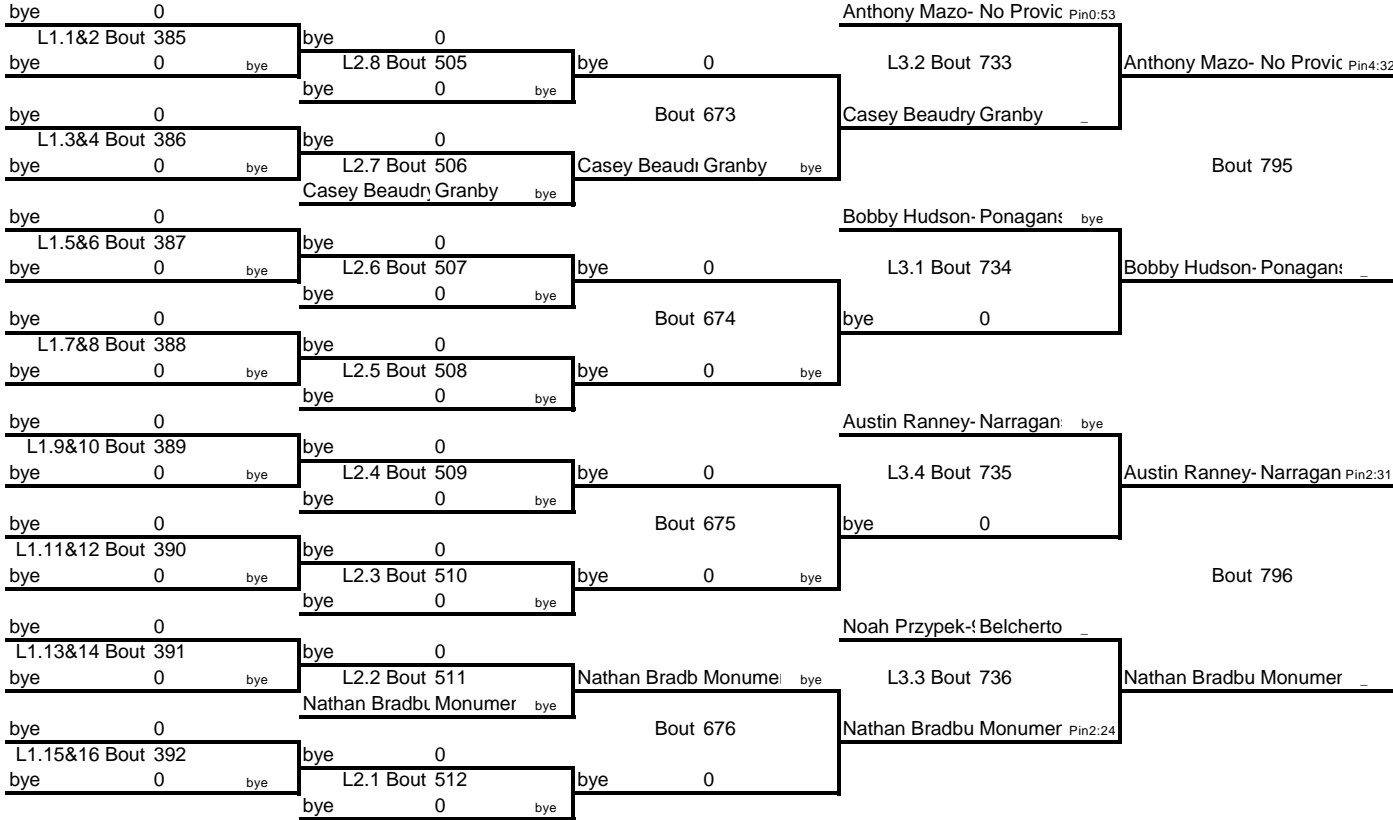 bye 0 Anthony Mazo- No Provic Pin0:53
L1.1&2 Bout 385 bye 0
bye 0 bye L2.8 Bout 505 bye 0 L3.2 Bout 733 Anthony Mazo- No Provic Pin4:32
bye 0 bye
bye 0 Bout 673 Casey Beaudry Granby _
L1.3&4 Bout 386 bye 0
bye 0 bye L2.7 Bout 506 Casey Beaudr Granby bye Bout 795
Casey Beaudry Granby bye
bye 0 Bobby Hudson- Ponagans bye
L1.5&6 Bout 387 bye 0
bye 0 bye L2.6 Bout 507 bye 0 L3.1 Bout 734 Bobby Hudson- Ponagans _
bye 0 bye
bye 0 Bout 674 bye 0
L1.7&8 Bout 388 bye 0
bye 0 bye L2.5 Bout 508 bye 0 bye
bye 0 bye
bye 0 Austin Ranney- Narragan bye
L1.9&10 Bout 389 bye 0
bye 0 bye L2.4 Bout 509 bye 0 L3.4 Bout 735 Austin Ranney- Narragan Pin2:31
bye 0 bye
bye 0 Bout 675 bye 0
L1.11&12 Bout 390 bye 0
bye 0 bye L2.3 Bout 510 bye 0 bye Bout 796
bye 0 bye
bye 0 Noah Przypek- Belcherto _
L1.13&14 Bout 391 bye 0
bye 0 bye L2.2 Bout 511 Nathan Bradb Monume bye L3.3 Bout 736 Nathan Bradbu Monumer _
Nathan Bradbu Monumer bye
bye 0 Bout 676 Nathan Bradbu Monumer Pin2:24
L1.15&16 Bout 392 bye 0
bye 0 bye L2.1 Bout 512 bye 0
bye 0 bye